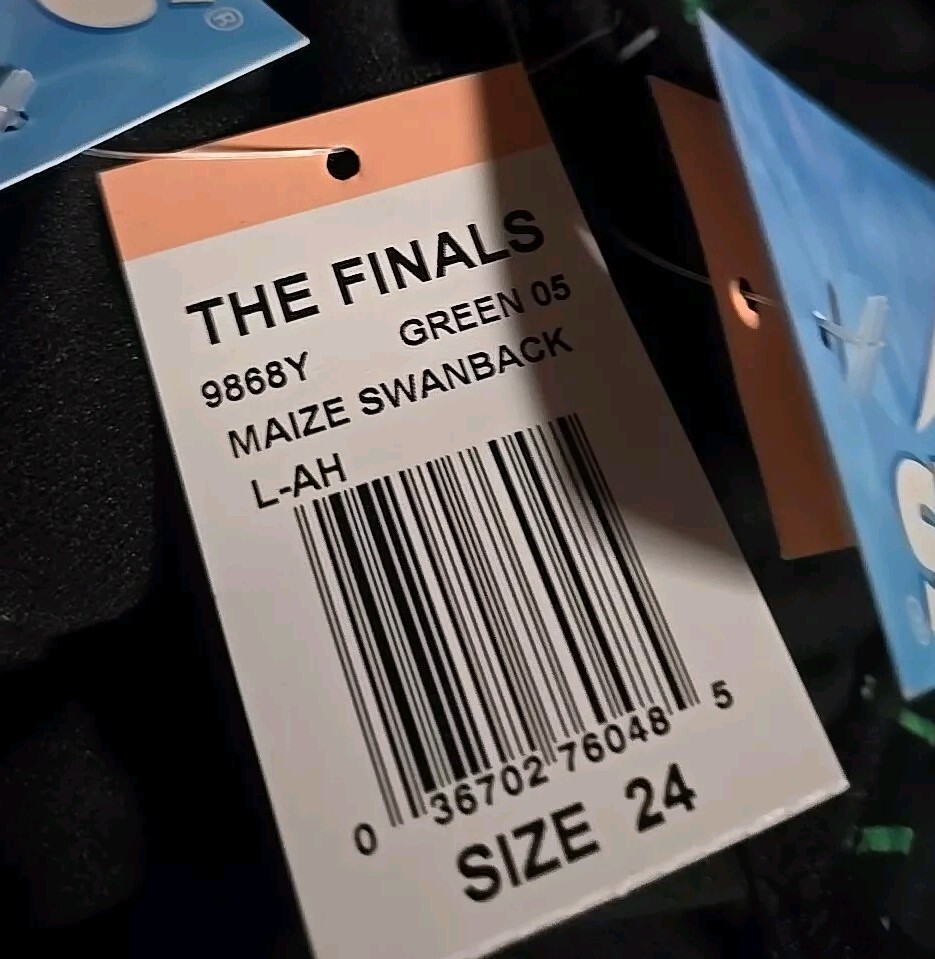 ®
THE FINALS
9868Y GREEN 05
MAIZE SWANBACK
L-AH
0 36702 76048 5
SIZE 24